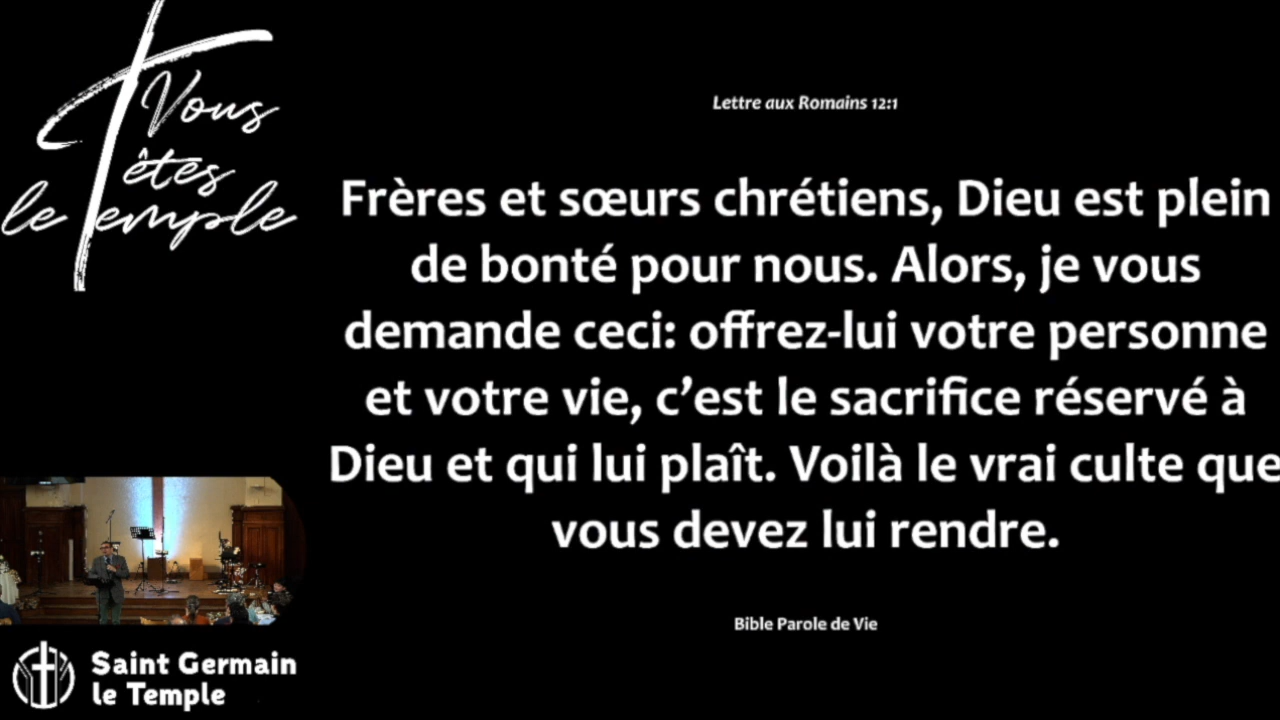 Vous
êtes
le Temple
Lettre aux Romains 12:1
Frères et sœurs chrétiens, Dieu est plein
de bonté pour nous. Alors, je vous
demande ceci: offrez-lui votre personne
et votre vie, c’est le sacrifice réservé à
Dieu et qui lui plaît. Voilà le vrai culte que
vous devez lui rendre.
Bible Parole de Vie
Saint Germain
le Temple